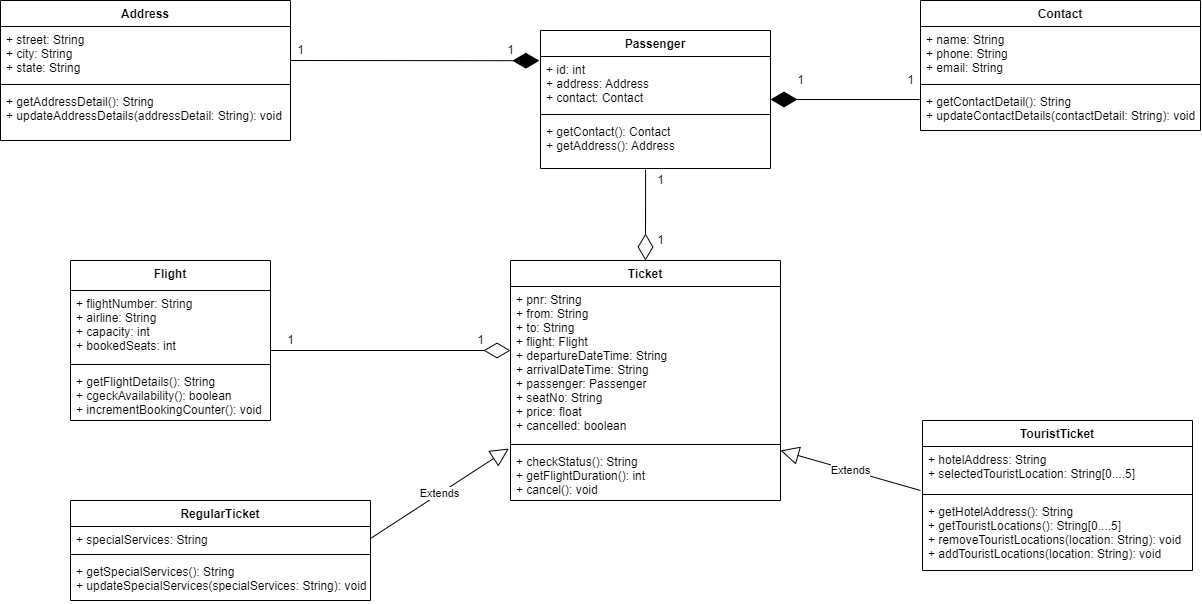 Address
+ street: String
+ city: String
+ state: String
+ getAddressDetail(): String
+ updateAddressDetails(addressDetail: String): void
1
1
Passenger
+ id: int
+ address: Address
+ contact: Contact
+ getContact(): Contact
+ getAddress(): Address
1
1
Contact
+ name: String
+ phone: String
+ email: String
+ getContactDetail(): String
+ updateContactDetails(contactDetail: String): void
1
1
Flight
+ flightNumber: String
+ airline: String
+ capacity: int
+ bookedSeats: int
+ getFlightDetails(): String
+ cgeckAvailability(): boolean
+ incrementBookingCounter(): void
1
1
Ticket
+ pnr: String
+ from: String
+ to: String
+ flight: Flight
+ departureDateTime: String
+ arrivalDateTime: String
+ passenger: Passenger
+ seatNo: String
+ price: float
+ cancelled: boolean
+ checkStatus(): String
+ getFlightDuration(): int
+ cancel(): void
Extends
Extends
RegularTicket
+ specialServices: String
+ getSpecialServices(): String
+ updateSpecialServices(specialServices: String): void
TouristTicket
+ hotelAddress: String
+ selectedTouristLocation: String[0....5]
+ getHotelAddress(): String
+ getTouristLocations(): String[0....5]
+ removeTouristLocations(location: String): void
+ addTouristLocations(location: String): void